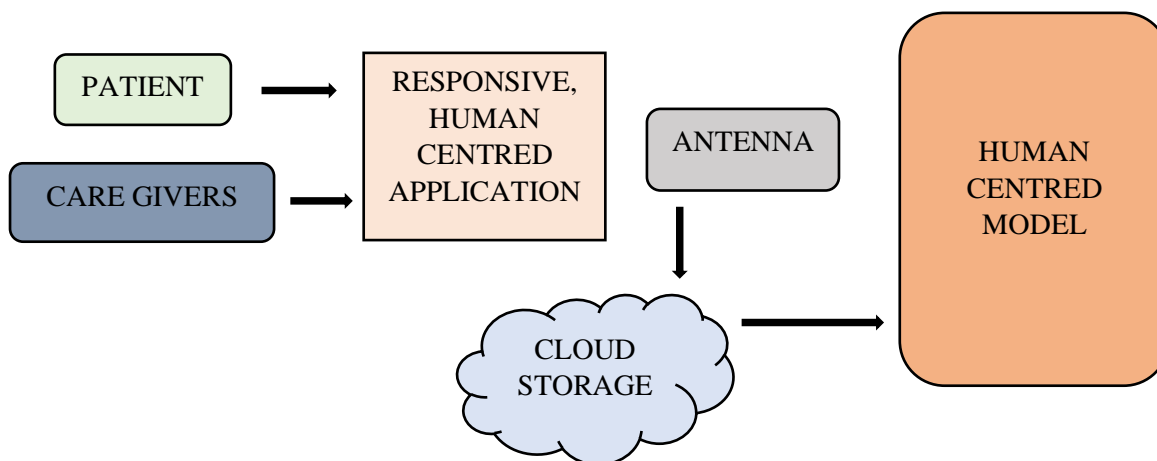 PATIENT
CARE GIVERS
RESPONSIVE,
HUMAN
CENTRED
APPLICATION
ANTENNA
CLOUD
STORAGE
HUMAN
CENTRED
MODEL